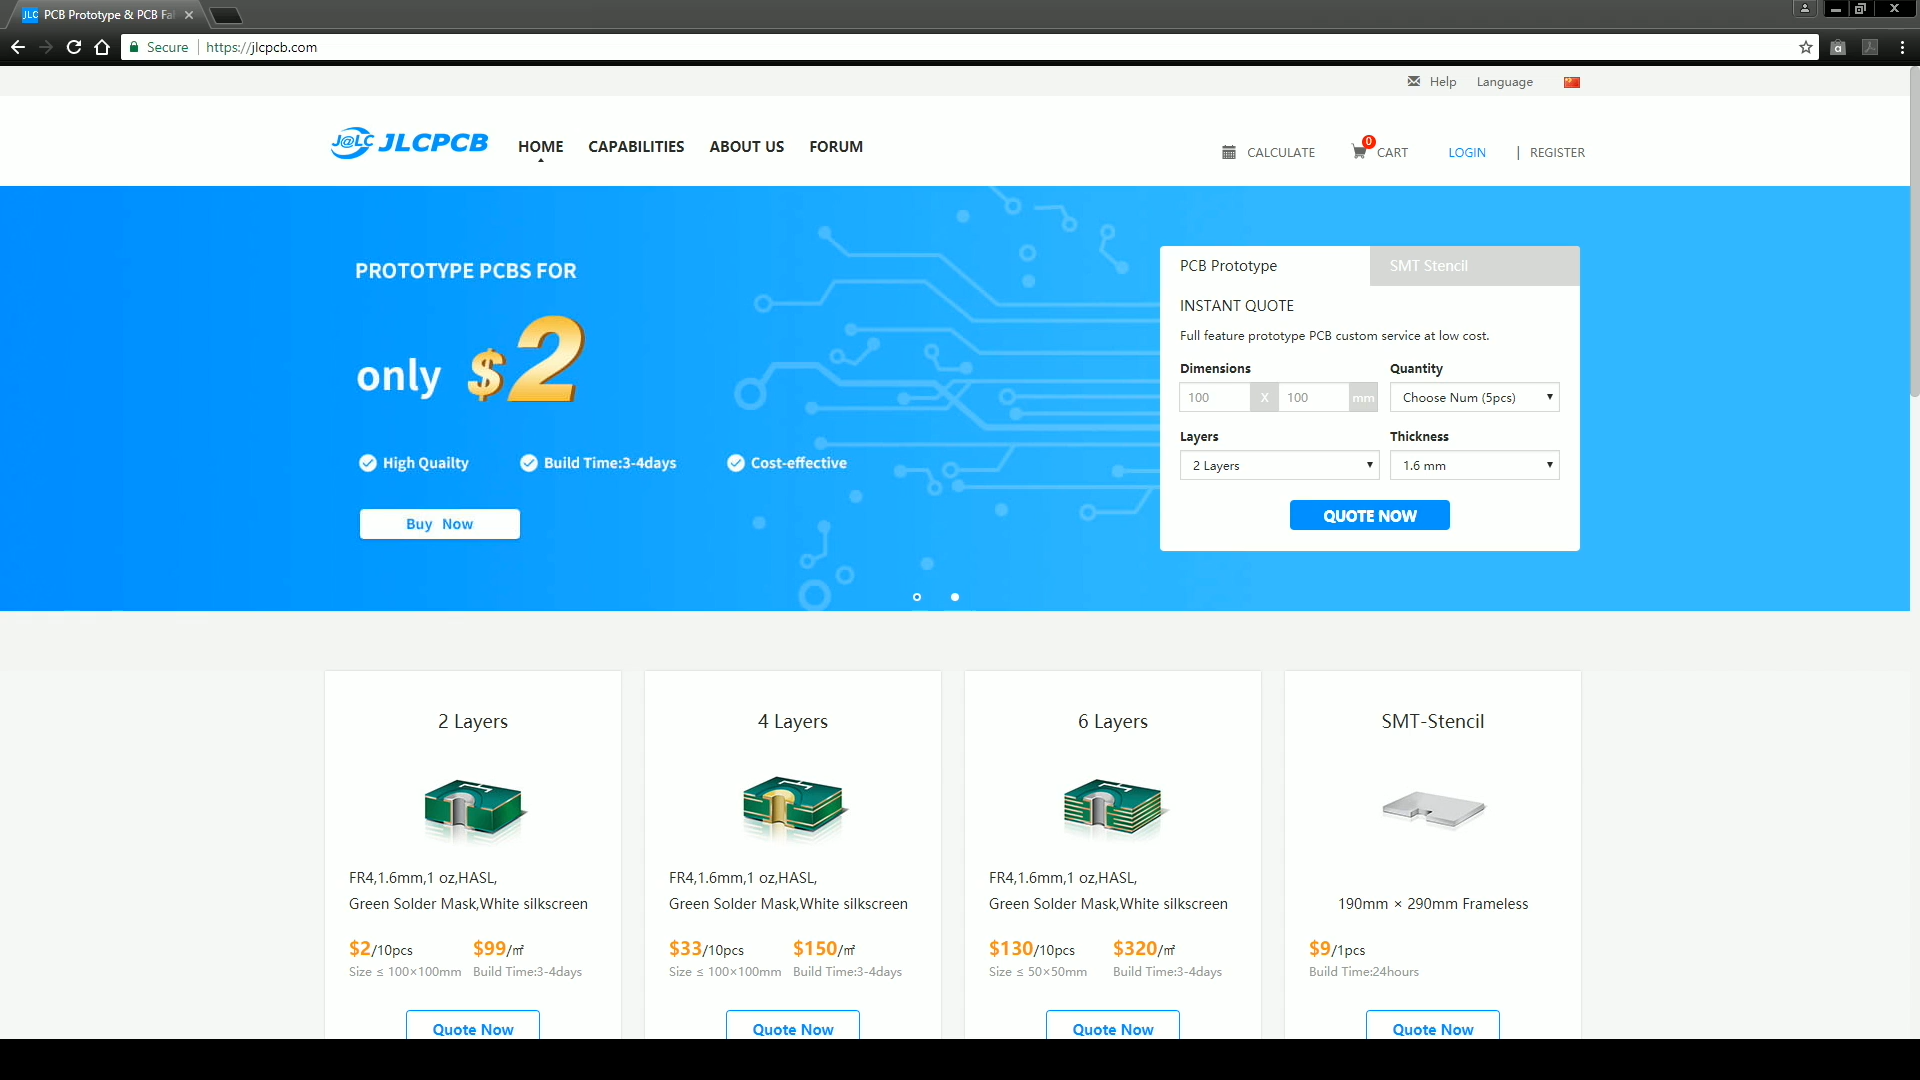 JLC PCB Prototype & PCB Fa
Secure https://jlcpcb.com
Help Language
J@LC JLCPCB HOME CAPABILITIES ABOUT US FORUM CALCULATE 0 CART LOGIN | REGISTER
PROTOTYPE PCBS FOR
only $2
High Quailty Build Time:3-4days Cost-effective
Buy Now
PCB Prototype SMT Stencil
INSTANT QUOTE
Full feature prototype PCB custom service at low cost.
Dimensions Quantity
100 X 100 mm Choose Num (5pcs)
Layers Thickness
2 Layers 1.6 mm
QUOTE NOW
2 Layers
FR4,1.6mm,1 oz,HASL,
Green Solder Mask,White silkscreen
$2/10pcs $99/㎡
Size ≤ 100×100mm Build Time:3-4days
Quote Now
4 Layers
FR4,1.6mm,1 oz,HASL,
Green Solder Mask,White silkscreen
$33/10pcs $150/㎡
Size ≤ 100×100mm Build Time:3-4days
Quote Now
6 Layers
FR4,1.6mm,1 oz,HASL,
Green Solder Mask,White silkscreen
$130/10pcs $320/㎡
Size ≤ 50×50mm Build Time:3-4days
Quote Now
SMT-Stencil
190mm × 290mm Frameless
$9/1pcs
Build Time:24hours
Quote Now